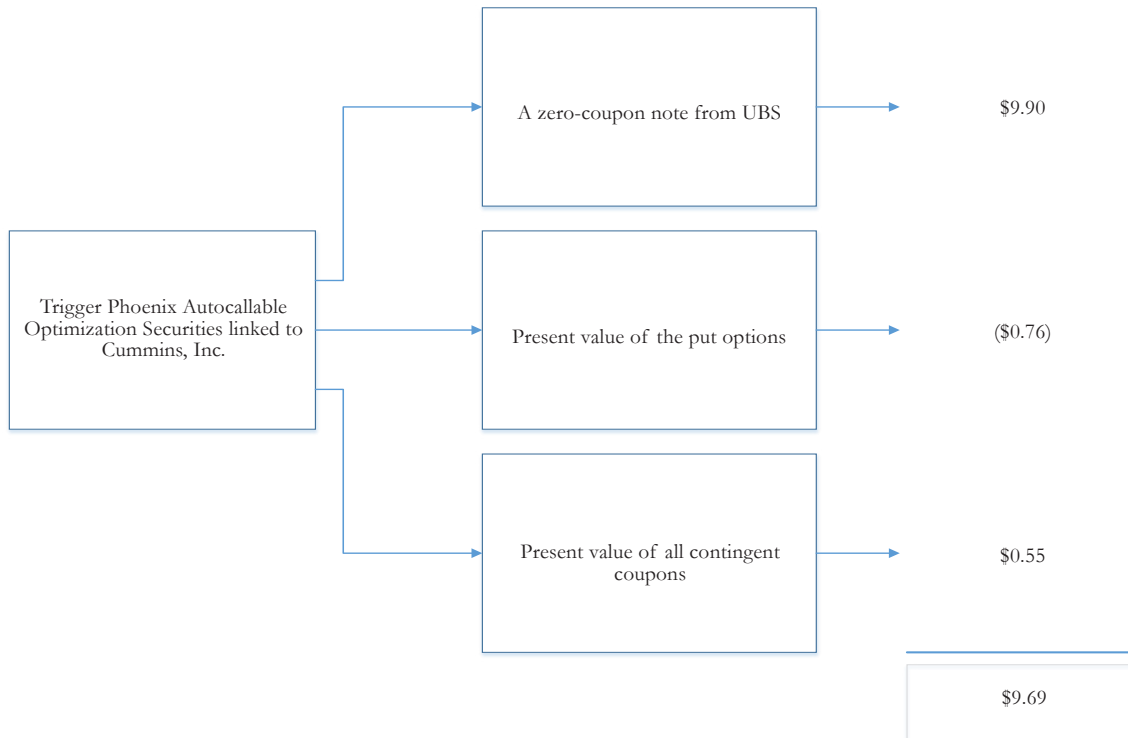 A zero-coupon note from UBS
$9.90
Trigger Phoenix Autocallable
Optimization Securities linked to
Cummins, Inc.
Present value of the put options
($0.76)
Present value of all contingent
coupons
$0.55
$9.69